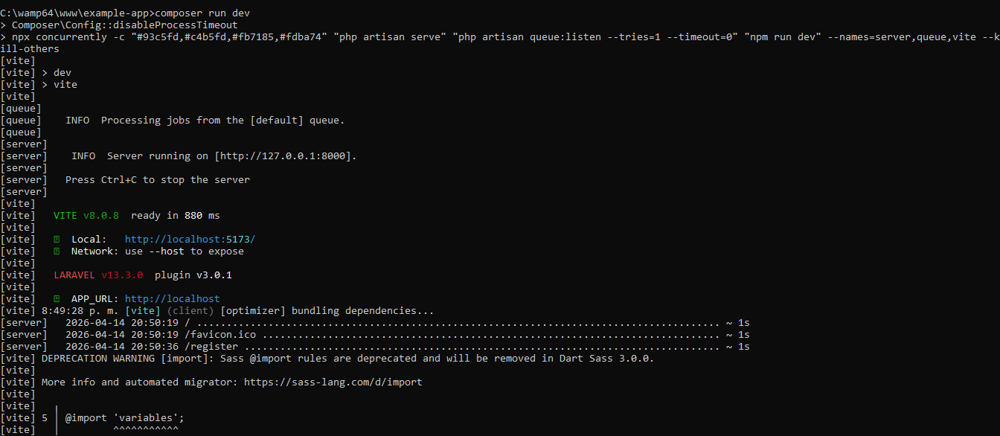 C:\wamp64\www\example-app>composer run dev
> Composer\Config::disableProcessTimeout
> npx concurrently -c "#93c5fd,#c4b5fd,#fb7185,#fdba74" "php artisan serve" "php artisan queue:listen --tries=1 --timeout=0" "npm run dev" --names=server,queue,vite --k
ill-others
[vite]
[vite] > dev
[vite] > vite
[vite]
[queue]
[queue]    INFO  Processing jobs from the [default] queue.
[queue]
[server]
[server]    INFO  Server running on [http://127.0.0.1:8000].
[server]
[server]   Press Ctrl+C to stop the server
[server]
[vite]
[vite]   VITE v8.0.8  ready in 880 ms
[vite]
[vite]   Local:   http://localhost:5173/
[vite]   Network: use --host to expose
[vite]
[vite]   LARAVEL v13.3.0  plugin v3.0.1
[vite]
[vite]   APP_URL: http://localhost
[vite] 8:49:28 p. m. [vite] (client) [optimizer] bundling dependencies...
[server]   2026-04-14 20:50:19 / ........................................................................................ ~ 1s
[server]   2026-04-14 20:50:19 /favicon.ico ............................................................................. ~ 1s
[server]   2026-04-14 20:50:36 /register ................................................................................ ~ 1s
[vite] DEPRECATION WARNING [import]: Sass @import rules are deprecated and will be removed in Dart Sass 3.0.0.
[vite]
[vite] More info and automated migrator: https://sass-lang.com/d/import
[vite]
[vite]   ╷
[vite] 5 │ @import 'variables';
[vite]   │         ^^^^^^^^^^^